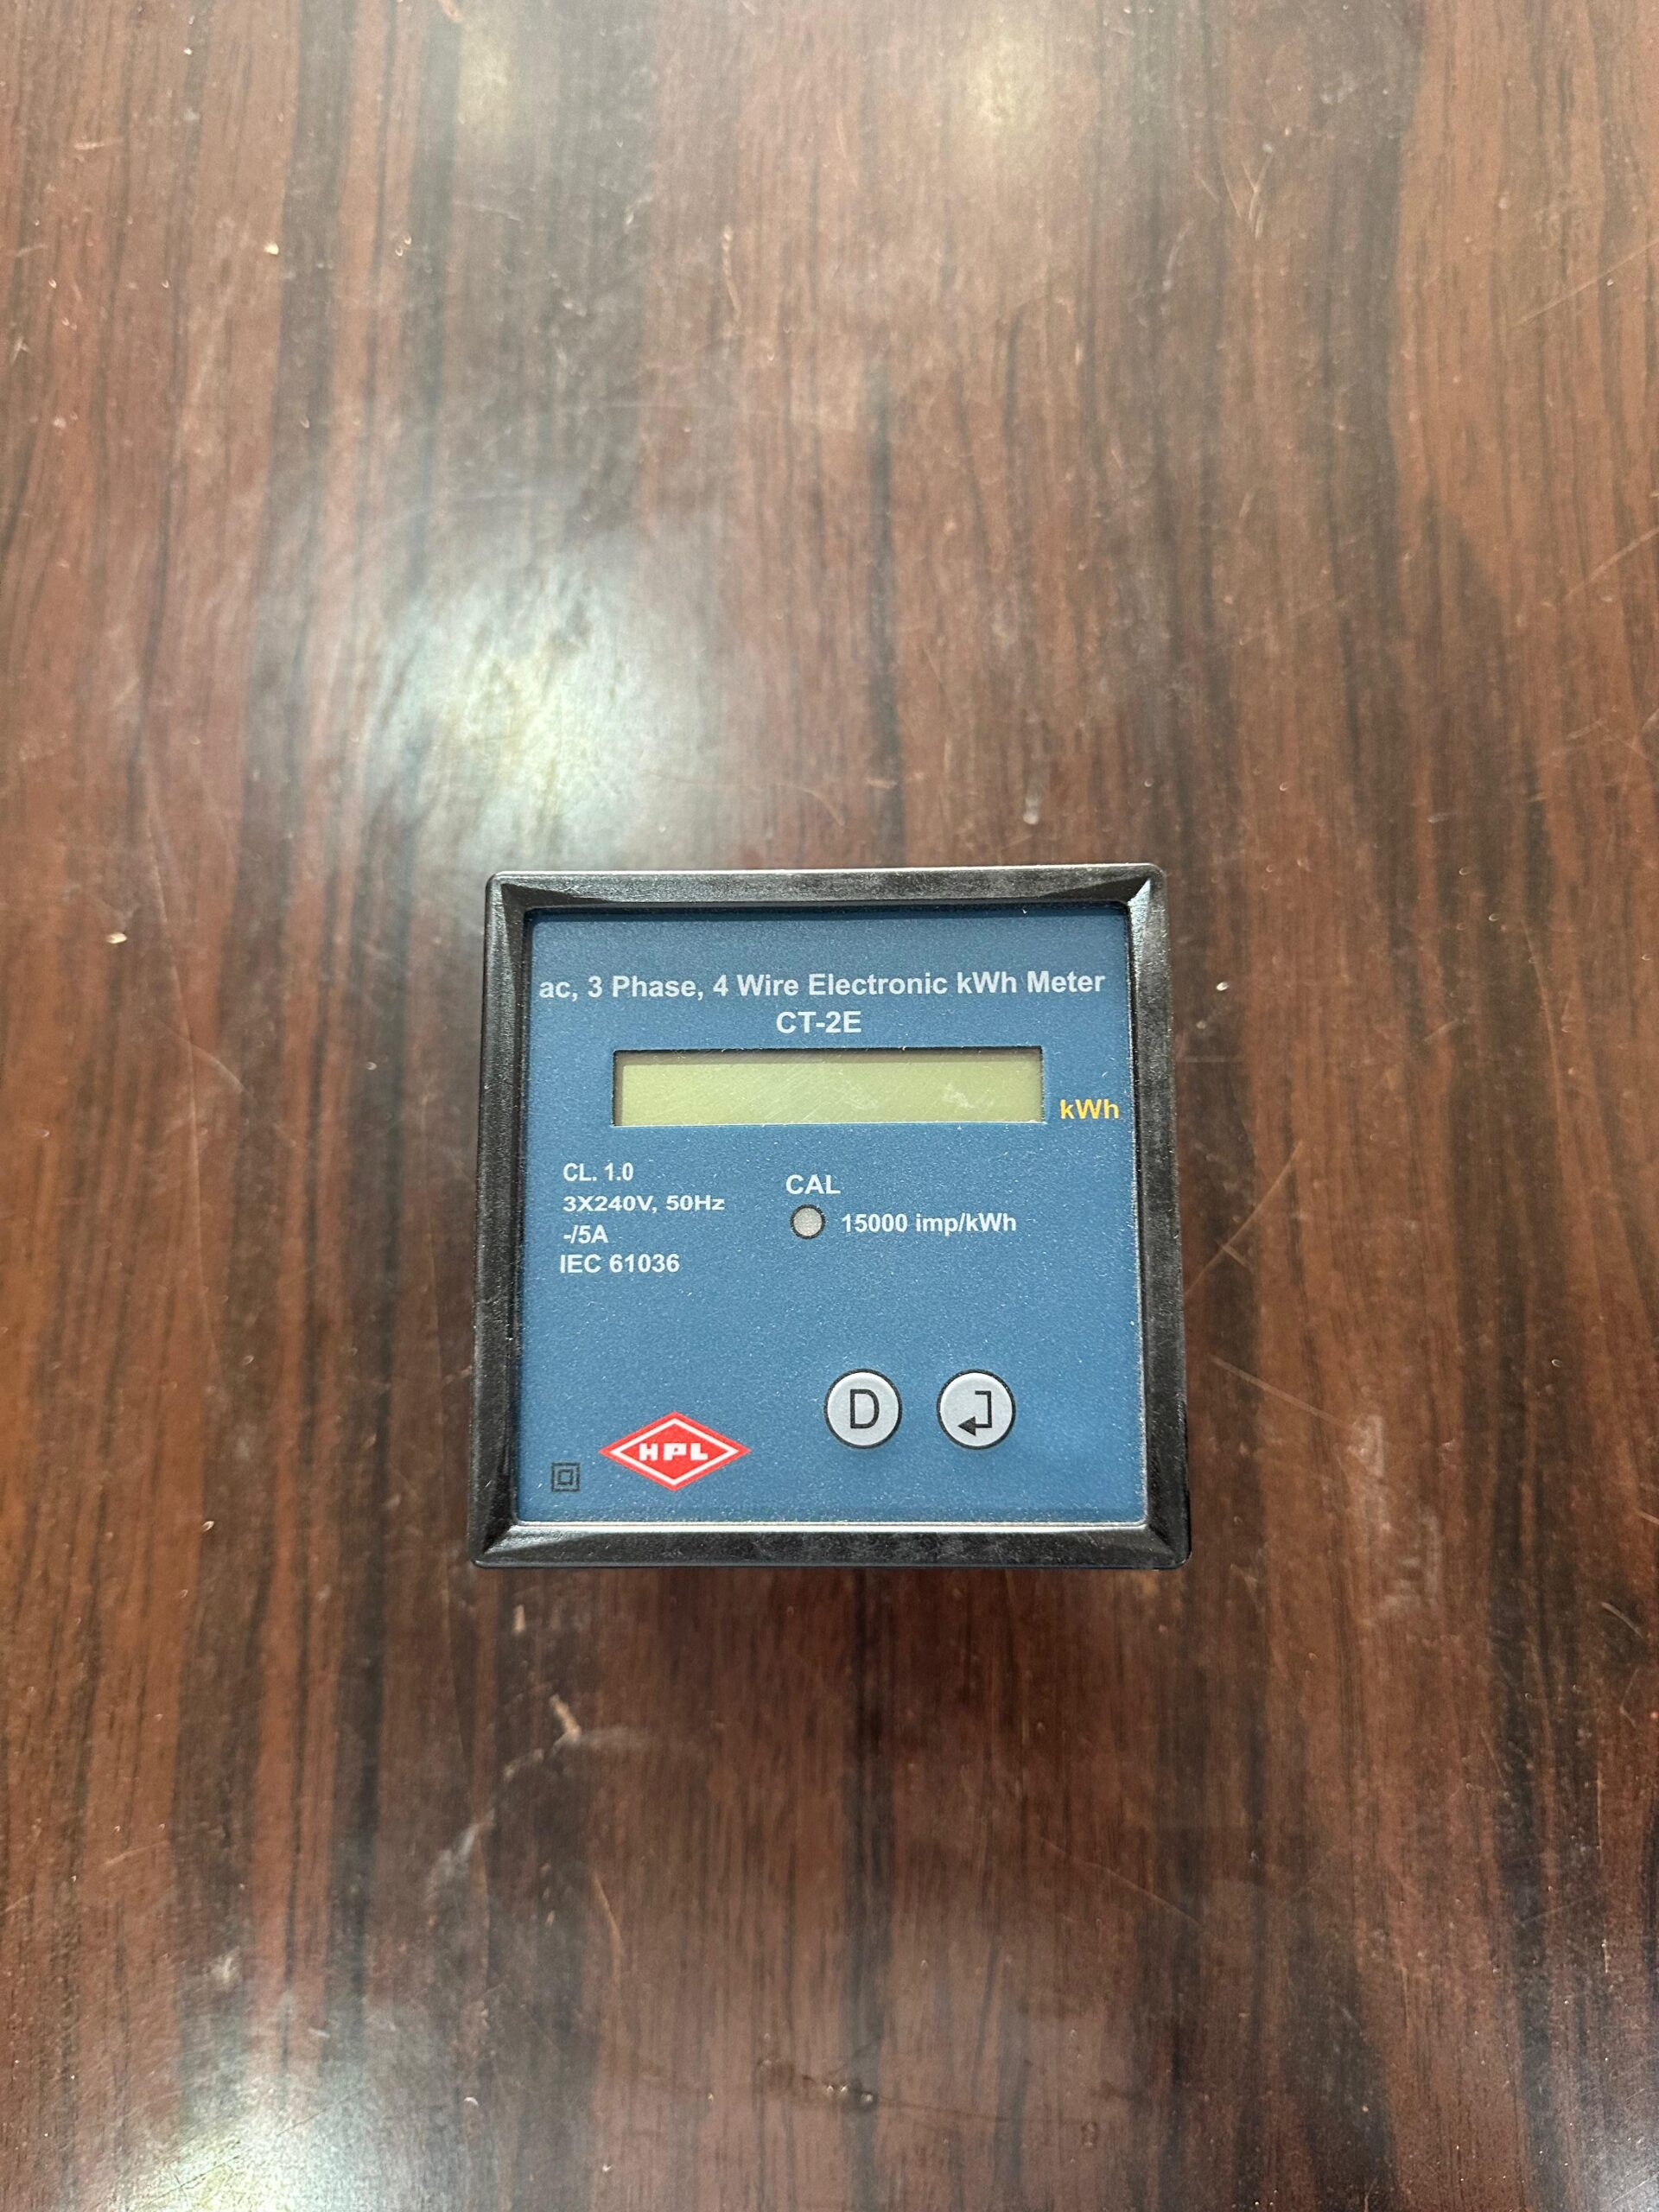 ac, 3 Phase, 4 Wire Electronic kWh Meter
CT-2E
kWh
CL. 1.0
3X240V, 50Hz
-/5A
IEC 61036
CAL
15000 imp/kWh
D
HPL